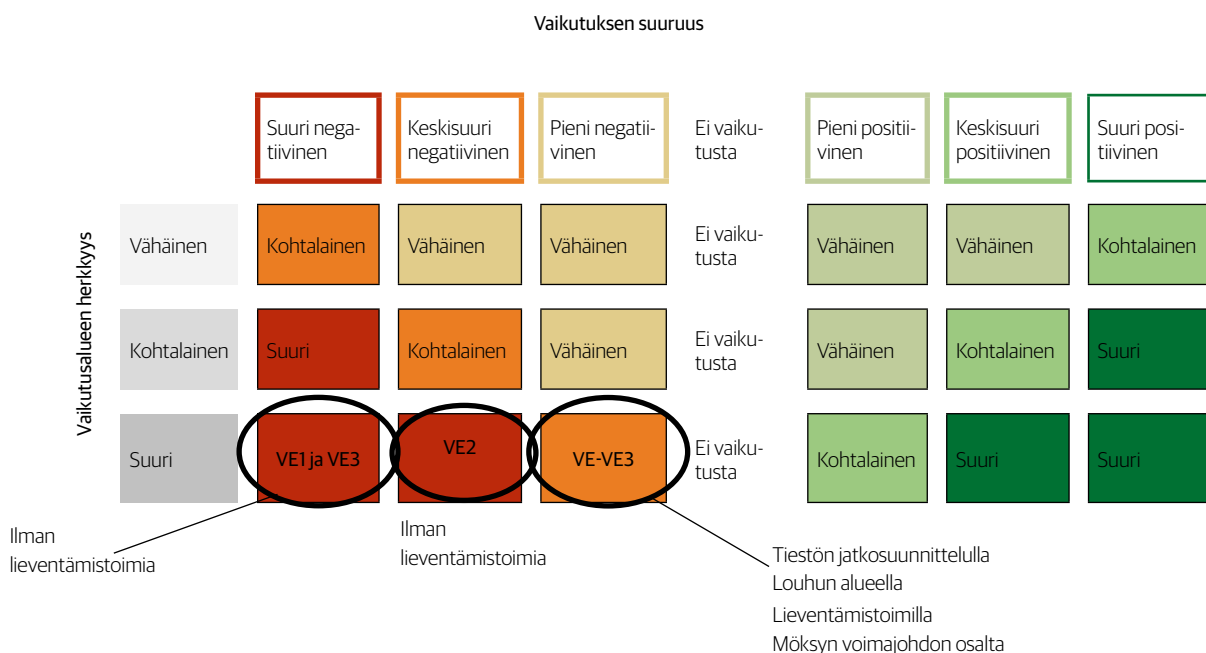 Vaikutuksen suuruus
Suuri nega-
tiivinen
Keskisuuri
negatiivinen
Pieni negatii-
vinen
Ei vaiku-
tusta
Pieni positii-
vinen
Keskisuuri
positiivinen
Suuri posi-
tiivinen
Vaikutusalueen herkkyys
Vähäinen
Kohtalainen
Vähäinen
Vähäinen
Ei vaiku-
tusta
Vähäinen
Vähäinen
Kohtalainen
Kohtalainen
Suuri
Kohtalainen
Vähäinen
Ei vaiku-
tusta
Vähäinen
Kohtalainen
Suuri
Suuri
VE1 ja VE3
VE2
VE-VE3
Ei vaiku-
tusta
Kohtalainen
Suuri
Suuri
Ilman
lieventämistoimia
Ilman
lieventämistoimia
Tiestön jatkosuunnittelulla
Louhun alueella
Lieventämistoimilla
Möksyn voimajohdon osalta